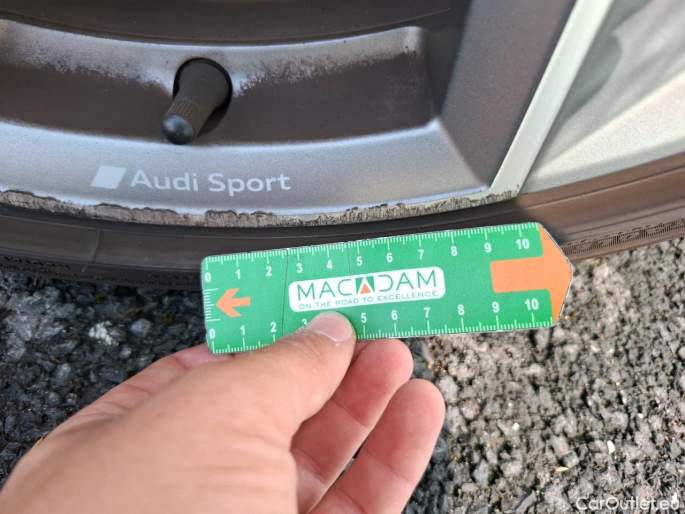 Audi Sport
0 1 2 3 4 5 6 7 8 9 10
MACADAM
ON THE ROAD TO EXCELLENCE
0 1 2 3 5 6 7 8 9 10
CarOutlet.eu